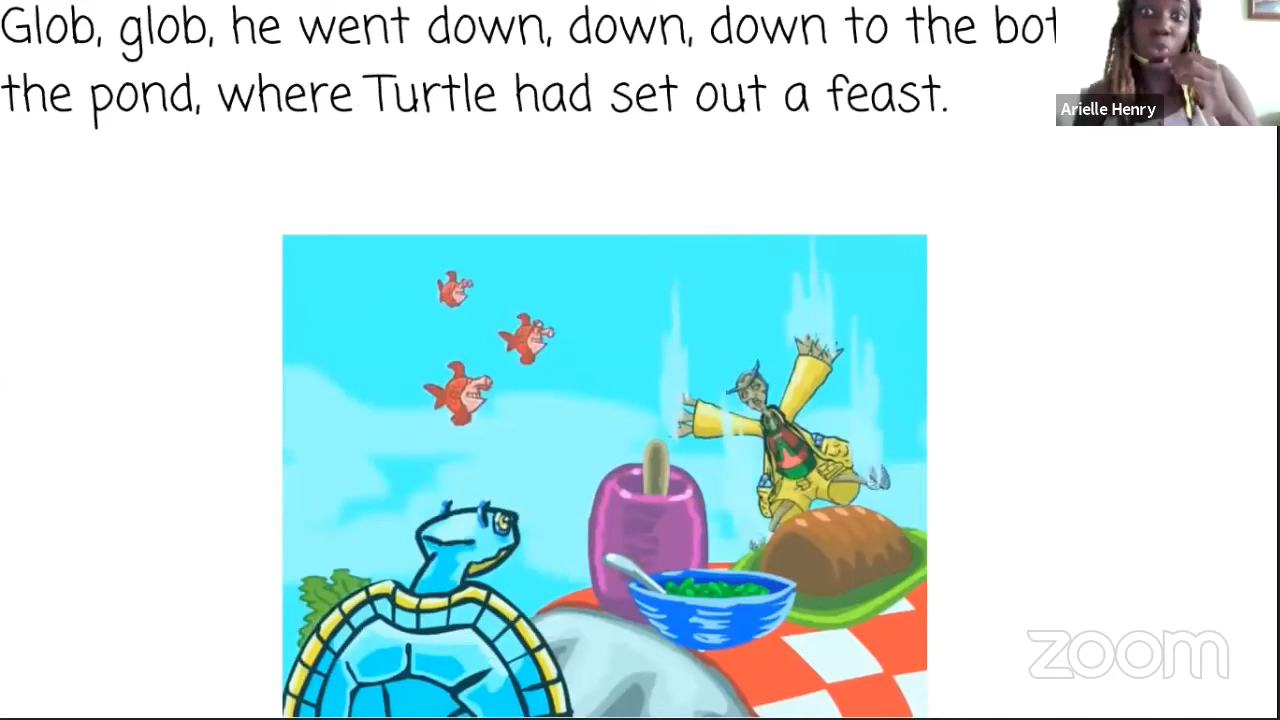 Glob, glob, he went down, down, down to the bot
the pond, where Turtle had set out a feast.
Arielle Henry
zoom